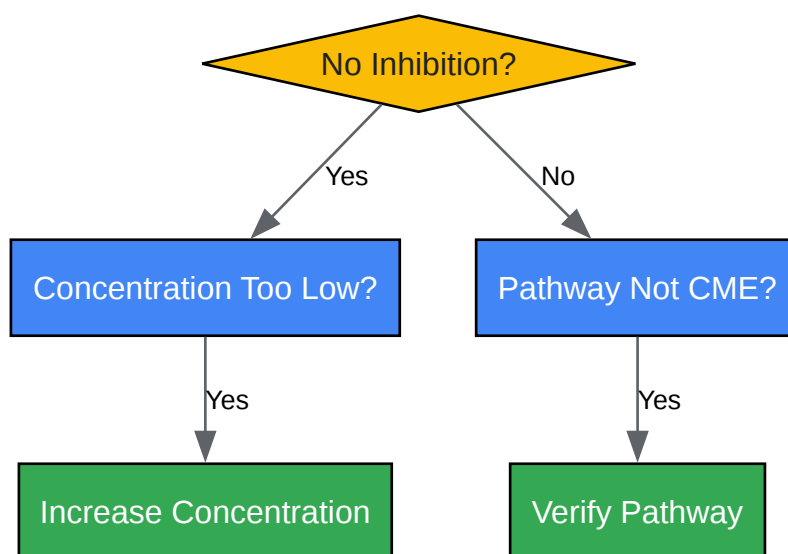 No Inhibition?
Yes
No
Concentration Too Low?
Pathway Not CME?
Yes
Yes
Increase Concentration
Verify Pathway